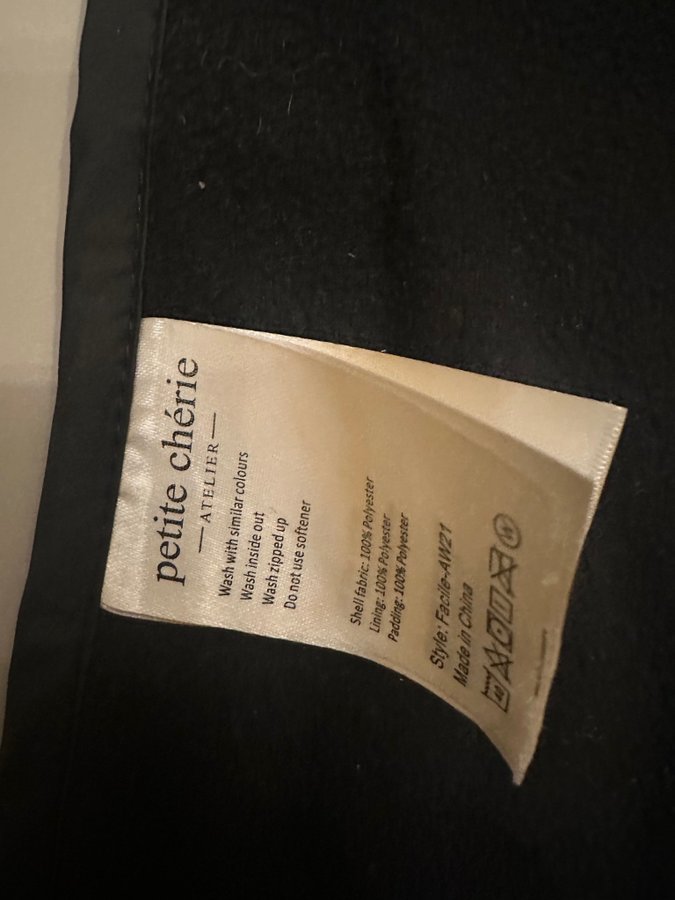 petite chérie
ATELIER
Wash with similar colours
Wash inside out
Wash zipped up
Do not use softener
Shell fabric: 100% Polyester
Lining: 100% Polyester
Padding: 100% Polyester
Style: Facile-AW21
Made in China
40